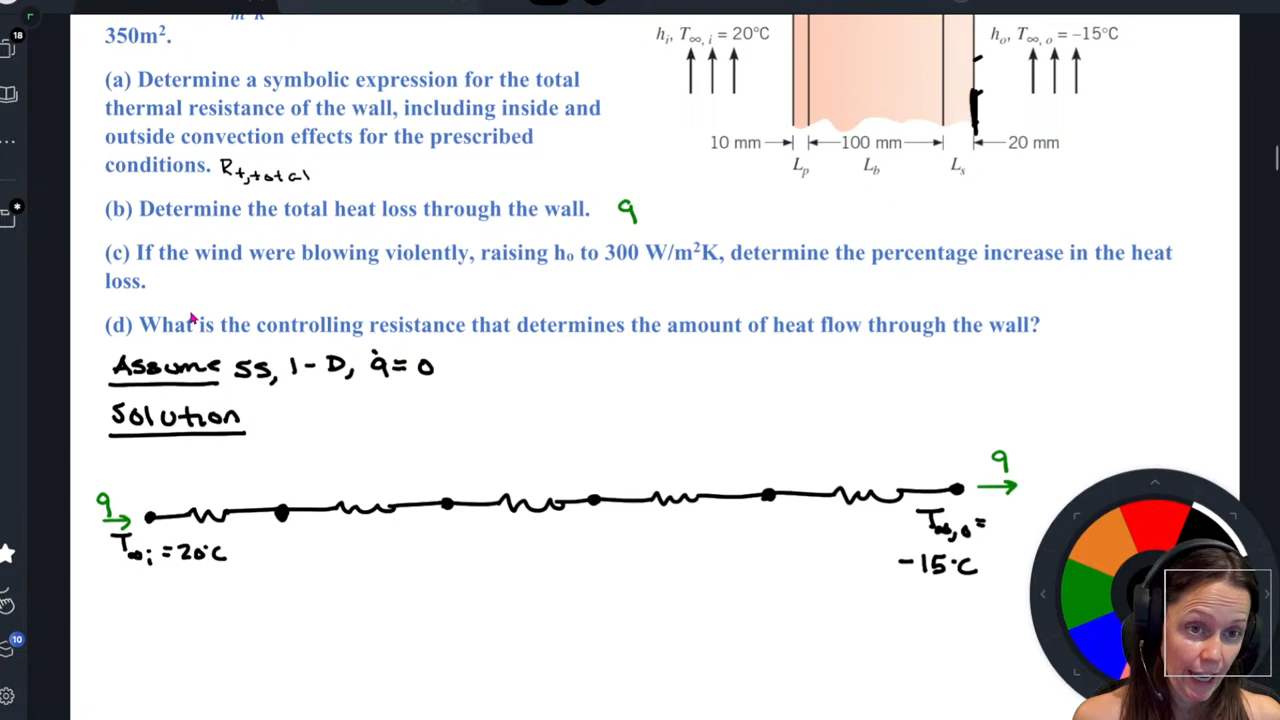 350m².
(a) Determine a symbolic expression for the total
thermal resistance of the wall, including inside and
outside convection effects for the prescribed
conditions. Rt,total
(b) Determine the total heat loss through the wall. q
(c) If the wind were blowing violently, raising hₒ to 300 W/m²K, determine the percentage increase in the heat
loss.
(d) What is the controlling resistance that determines the amount of heat flow through the wall?
hᵢ, T∞, i = 20°C
hₒ, T∞, o = –15°C
10 mm
100 mm
20 mm
Lp
Lb
Ls
Assume SS, 1-D, q̇ = 0
Solution
q
T∞,i = 20°C
q
T∞,o =
-15°C
18
10